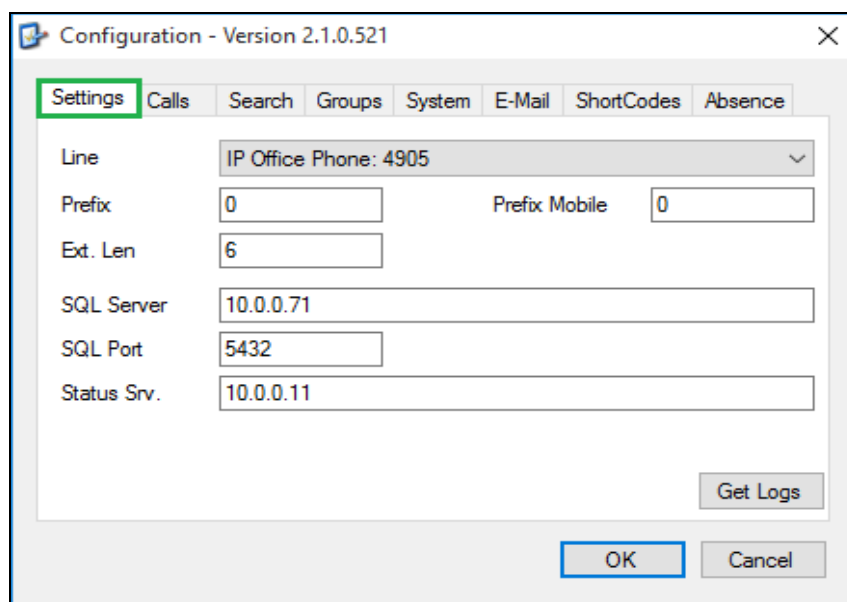 Configuration - Version 2.1.0.521
Settings Calls Search Groups System E-Mail ShortCodes Absence
Line IP Office Phone: 4905
Prefix 0 Prefix Mobile 0
Ext. Len 6
SQL Server 10.0.0.71
SQL Port 5432
Status Srv. 10.0.0.11
Get Logs
OK Cancel